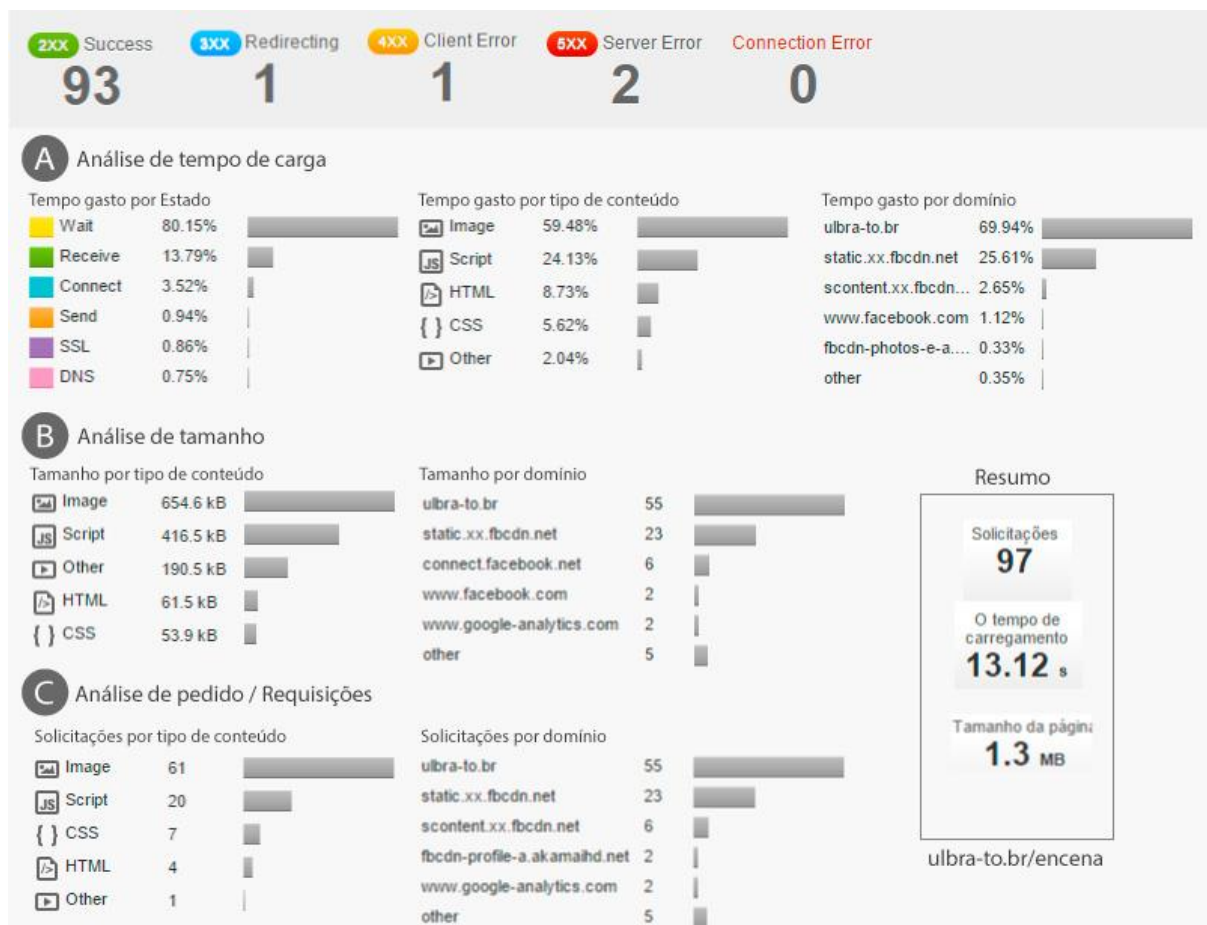 2XX Success 3XX Redirecting 4XX Client Error 5XX Server Error Connection Error
93 1 1 2 0
A Análise de tempo de carga
Tempo gasto por Estado
Wait 80.15%
Receive 13.79%
Connect 3.52%
Send 0.94%
SSL 0.86%
DNS 0.75%
Tempo gasto por tipo de conteúdo
Image 59.48%
JS Script 24.13%
</> HTML 8.73%
{ } CSS 5.62%
Other 2.04%
Tempo gasto por domínio
ulbra-to.br 69.94%
static.xx.fbcdn.net 25.61%
scontent.xx.fbcdn... 2.65%
www.facebook.com 1.12%
fbcdn-photos-e-a.... 0.33%
other 0.35%
B Análise de tamanho
Tamanho por tipo de conteúdo
Image 654.6 kB
JS Script 416.5 kB
Other 190.5 kB
</> HTML 61.5 kB
{ } CSS 53.9 kB
Tamanho por domínio
ulbra-to.br 55
static.xx.fbcdn.net 23
connect.facebook.net 6
www.facebook.com 2
www.google-analytics.com 2
other 5
C Análise de pedido / Requisições
Solicitações por tipo de conteúdo
Image 61
JS Script 20
{ } CSS 7
</> HTML 4
Other 1
Solicitações por domínio
ulbra-to.br 55
static.xx.fbcdn.net 23
scontent.xx.fbcdn.net 6
fbcdn-profile-a.akamaihd.net 2
www.google-analytics.com 2
other 5
Resumo
Solicitações
97
O tempo de
carregamento
13.12 s
Tamanho da página
1.3 MB
ulbra-to.br/encena